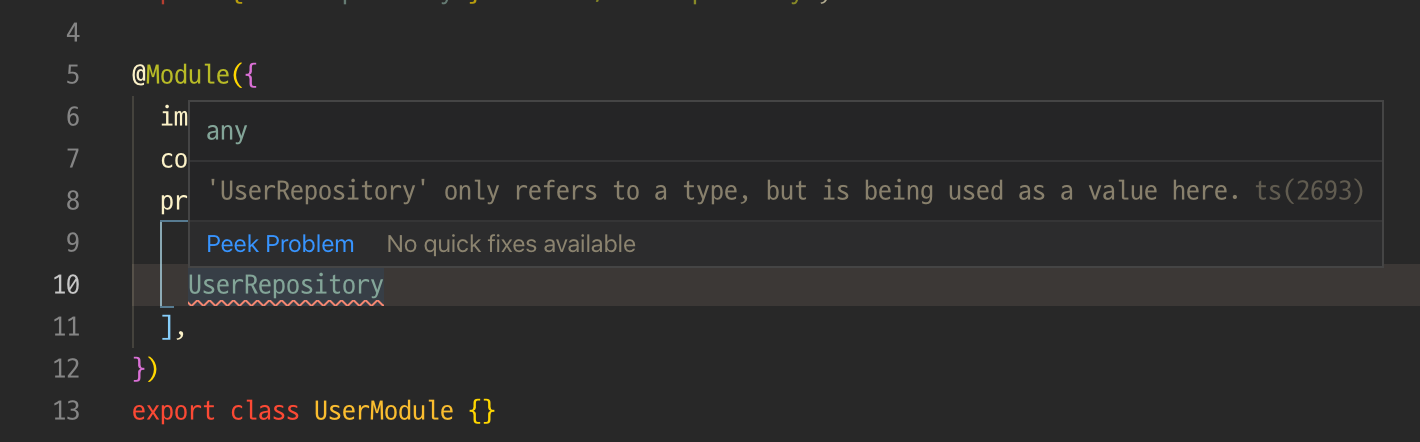 4
5 @Module({
6 im
any
7 co
8 pr
'UserRepository' only refers to a type, but is being used as a value here. ts(2693)
9
Peek Problem No quick fixes available
10 UserRepository
11 ],
12 })
13 export class UserModule {}